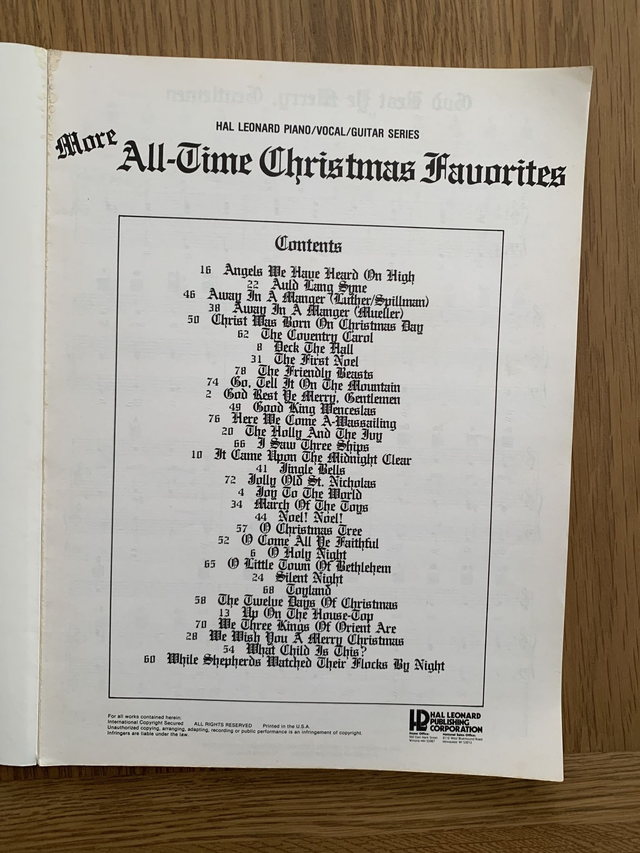 HAL LEONARD PIANO/VOCAL/GUITAR SERIES
More All-Time Christmas Favorites
Contents
16 Angels We Have Heard On High
22 Auld Lang Syne
46 Away In A Manger (Luther/Spillman)
38 Away In A Manger (Mueller)
50 Christ Was Born On Christmas Day
62 The Coventry Carol
8 Deck The Hall
31 The First Noel
78 The Friendly Beasts
74 Go, Tell It On The Mountain
2 God Rest Ye Merry, Gentlemen
49 Good King Wenceslas
76 Here We Come A-Wassailing
20 The Holly And The Ivy
66 I Saw Three Ships
10 It Came Upon The Midnight Clear
41 Jingle Bells
72 Jolly Old St. Nicholas
4 Joy To The World
34 March Of The Toys
44 Noel! Noel!
57 O Christmas Tree
52 O Come All Ye Faithful
6 O Holy Night
65 O Little Town Of Bethlehem
24 Silent Night
68 Toyland
58 The Twelve Days Of Christmas
13 Up On The House-Top
70 We Three Kings Of Orient Are
28 We Wish You A Merry Christmas
54 What Child Is This?
60 While Shepherds Watched Their Flocks By Night
For all works contained herein:
International Copyright Secured ALL RIGHTS RESERVED Printed in the U.S.A.
Unauthorized copying, arranging, adapting, recording or public performance is an infringement of copyright.
Infringers are liable under the law.
HAL LEONARD
PUBLISHING
CORPORATION